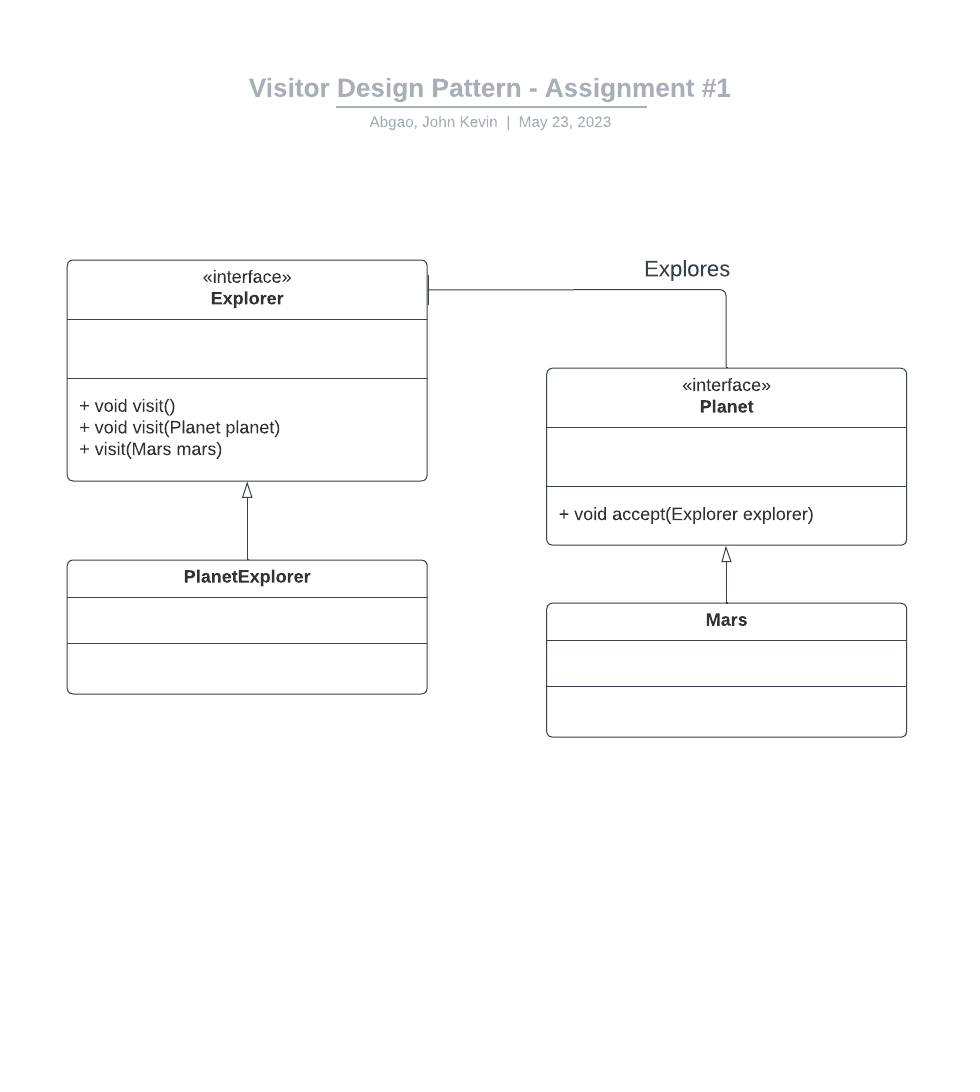 Visitor Design Pattern - Assignment #1
Abgao, John Kevin | May 23, 2023
«interface»
Explorer
+ void visit()
+ void visit(Planet planet)
+ visit(Mars mars)
Explores
«interface»
Planet
+ void accept(Explorer explorer)
PlanetExplorer
Mars